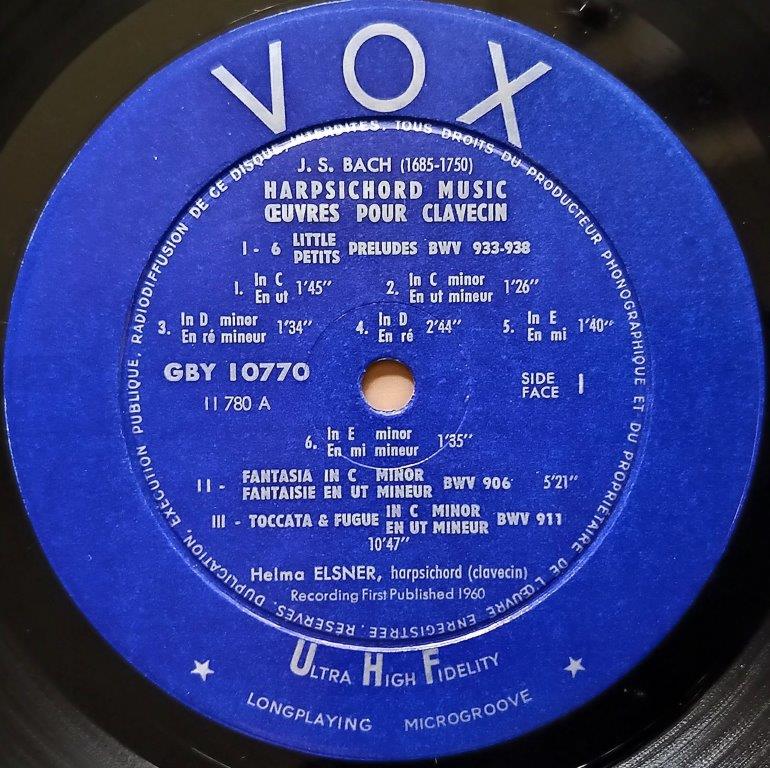 VOX
TOUS DROITS DU PRODUCTEUR PHONOGRAPHIQUE ET DU PROPRIETAIRE DE L'ŒUVRE ENREGISTREE. RÉSERVÉS. DUPLICATION, EXECUTION PUBLIQUE, RADIODIFFUSION DE CE DISQUE, INTERDITES.
J. S. BACH (1685-1750)
HARPSICHORD MUSIC
ŒUVRES POUR CLAVECIN
I - 6 LITTLE PETITS PRELUDES BWV 933-938
1. In C En ut 1'45" 2. In C minor En ut mineur 1'26"
3. In D minor En ré mineur 1'34" 4. In D En ré 2'44" 5. In E En mi 1'40"
GBY 10770
11 780 A
SIDE FACE 1
6. In E minor En mi mineur 1'35"
II - FANTASIA IN C MINOR FANTAISIE EN UT MINEUR BWV 906 5'21"
III - TOCCATA & FUGUE IN C MINOR EN UT MINEUR BWV 911
10'47"
Helma ELSNER, harpsichord (clavecin)
Recording First Published 1960
ULTRA HIGH FIDELITY
LONGPLAYING MICROGROOVE